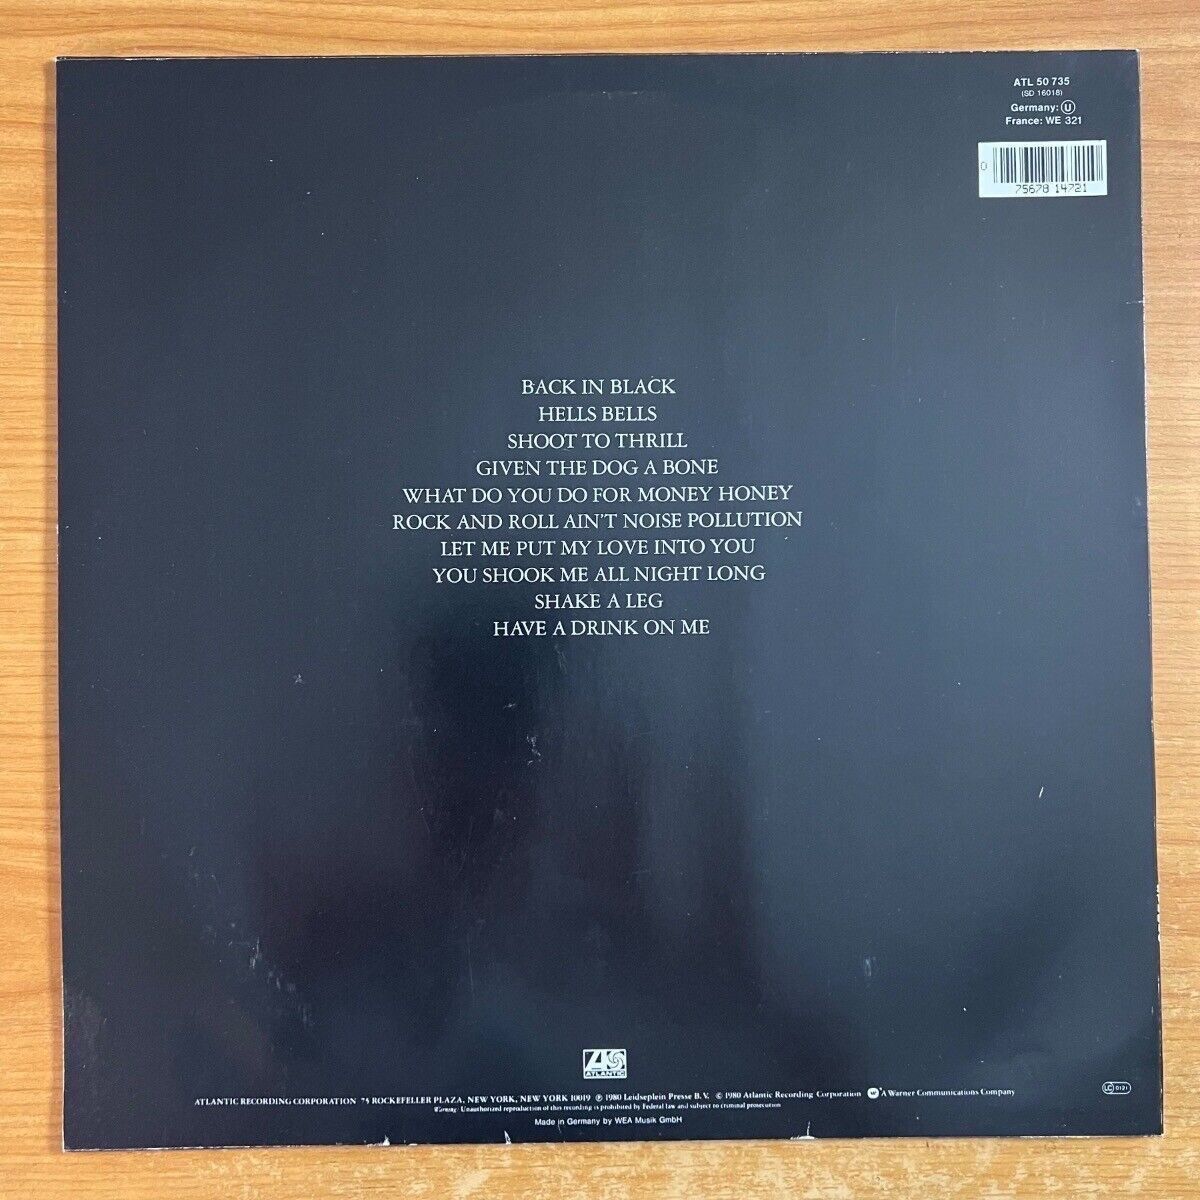 ATL 50 735
(SD 16018)
Germany: U
France: WE 321
0
75678 14721
BACK IN BLACK
HELLS BELLS
SHOOT TO THRILL
GIVEN THE DOG A BONE
WHAT DO YOU DO FOR MONEY HONEY
ROCK AND ROLL AIN'T NOISE POLLUTION
LET ME PUT MY LOVE INTO YOU
YOU SHOOK ME ALL NIGHT LONG
SHAKE A LEG
HAVE A DRINK ON ME
ATLANTIC
LC 0121
ATLANTIC RECORDING CORPORATION 75 ROCKEFELLER PLAZA, NEW YORK, NEW YORK 10019 ℗ 1980 Leidseplein Presse B.V. © 1980 Atlantic Recording Corporation W A Warner Communications Company
Warning: Unauthorized reproduction of this recording is prohibited by Federal law and subject to criminal prosecution
Made in Germany by WEA Musik GmbH